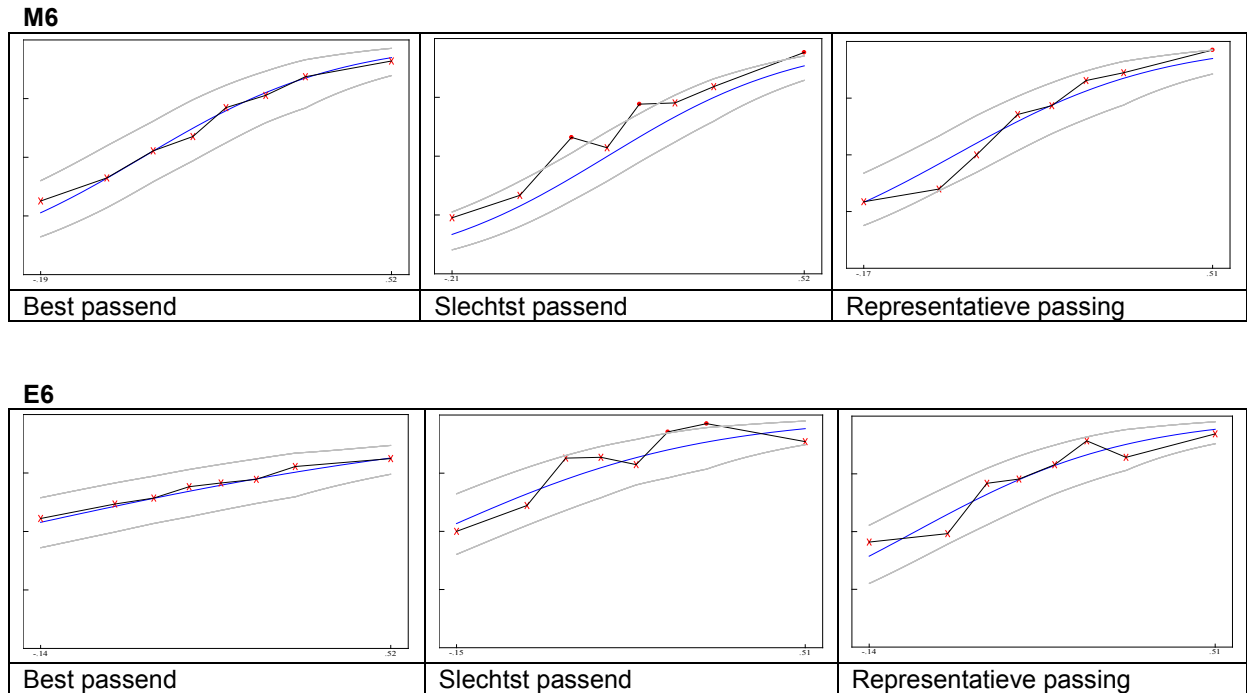 M6
-.19 .52 -.21 .52 -.17 .51
Best passend Slechtst passend Representatieve passing
E6
-.14 .52 -.15 .51 -.14 .51
Best passend Slechtst passend Representatieve passing